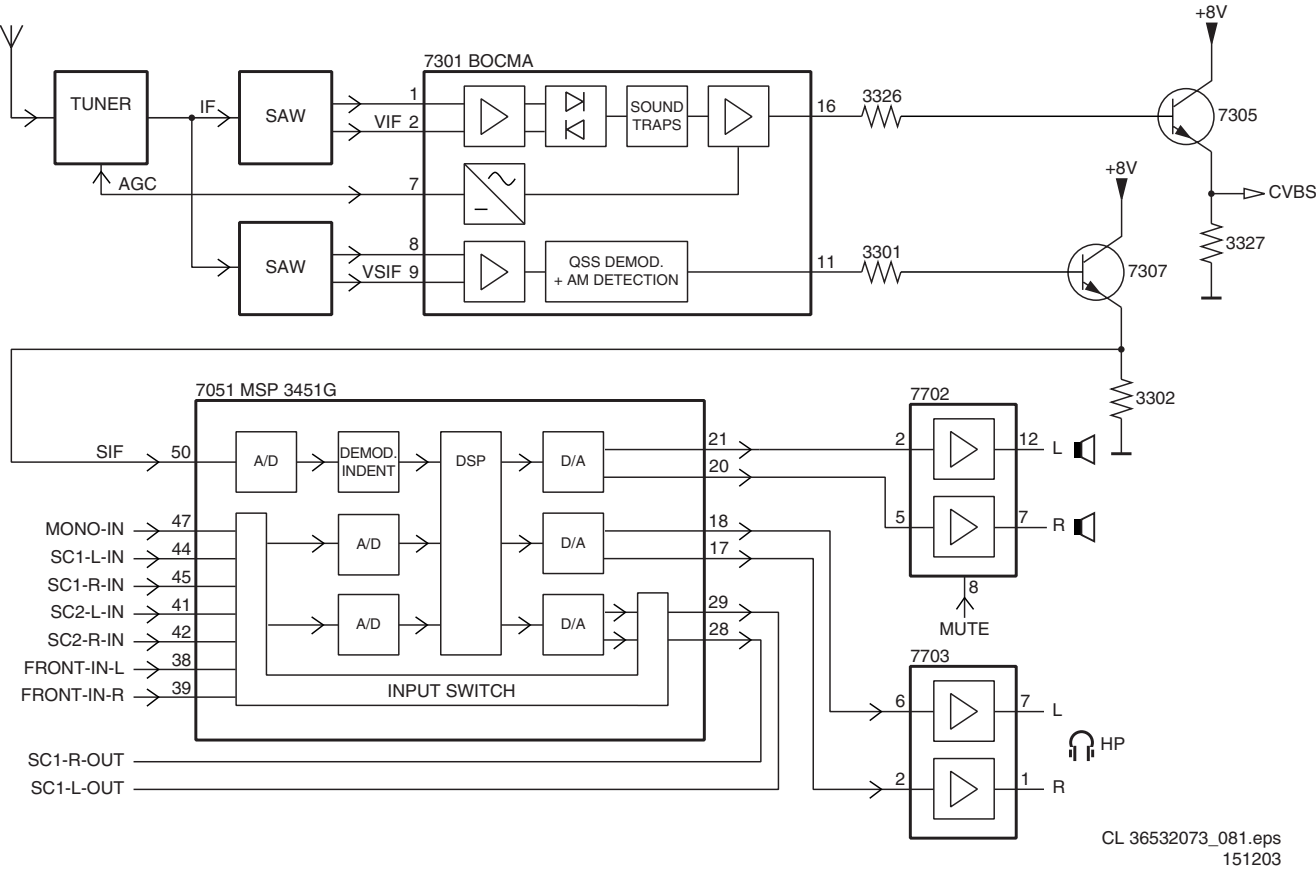 +8V
7301 BOCMA
TUNER
IF
SAW
1
VIF 2
SOUND
TRAPS
16
3326
7305
AGC
7
+8V
CVBS
SAW
8
VSIF 9
QSS DEMOD.
+ AM DETECTION
11
3301
7307
3327
7051 MSP 3451G
7702
3302
SIF
50
A/D
DEMOD.
INDENT
DSP
D/A
21
20
2
12
L
5
7
R
MONO-IN
47
SC1-L-IN
44
SC1-R-IN
45
SC2-L-IN
41
SC2-R-IN
42
FRONT-IN-L
38
FRONT-IN-R
39
A/D
D/A
18
17
A/D
D/A
29
28
8
MUTE
INPUT SWITCH
7703
6
7
L
HP
2
1
R
SC1-R-OUT
SC1-L-OUT
CL 36532073_081.eps
151203